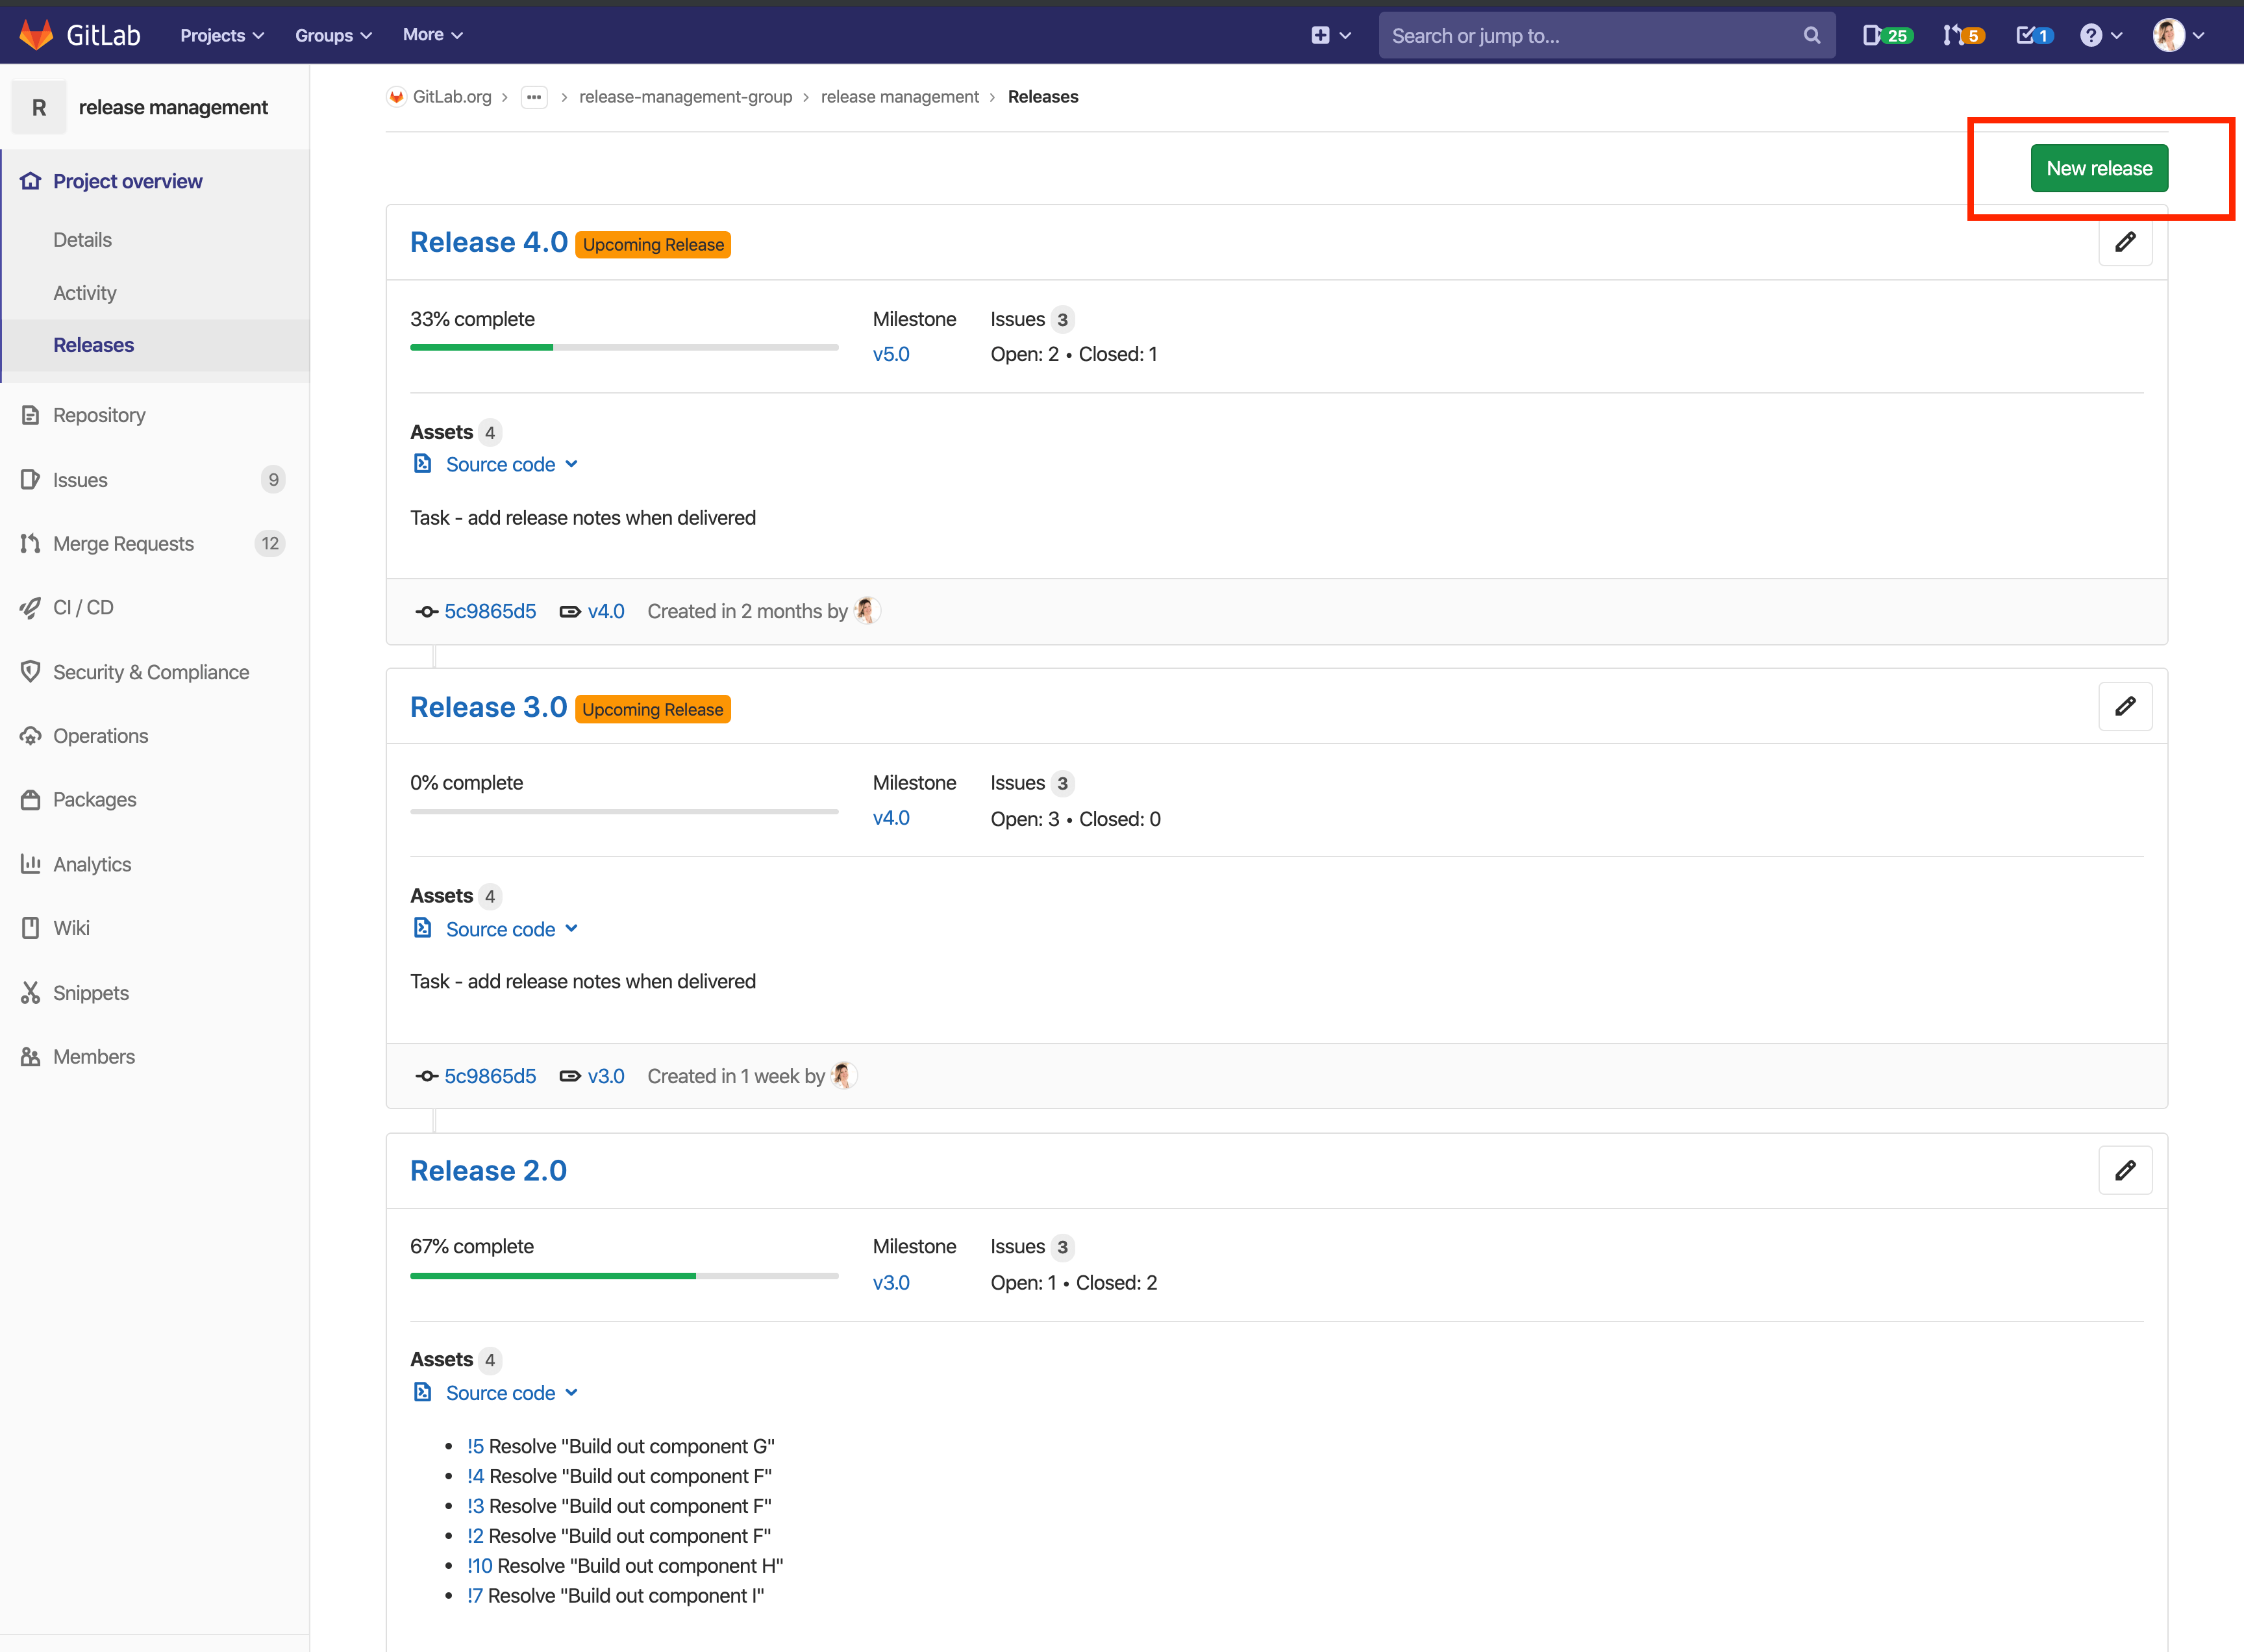 GitLab Projects Groups More Search or jump to... 25 5 1
R release management
Project overview
Details
Activity
Releases
Repository
Issues 9
Merge Requests 12
CI / CD
Security & Compliance
Operations
Packages
Analytics
Wiki
Snippets
Members
GitLab.org > ... > release-management-group > release management > Releases
New release
Release 4.0 Upcoming Release
33% complete Milestone Issues 3
v5.0 Open: 2 • Closed: 1
Assets 4
Source code
Task - add release notes when delivered
5c9865d5 v4.0 Created in 2 months by
Release 3.0 Upcoming Release
0% complete Milestone Issues 3
v4.0 Open: 3 • Closed: 0
Assets 4
Source code
Task - add release notes when delivered
5c9865d5 v3.0 Created in 1 week by
Release 2.0
67% complete Milestone Issues 3
v3.0 Open: 1 • Closed: 2
Assets 4
Source code
• !5 Resolve "Build out component G"
• !4 Resolve "Build out component F"
• !3 Resolve "Build out component F"
• !2 Resolve "Build out component F"
• !10 Resolve "Build out component H"
• !7 Resolve "Build out component I"